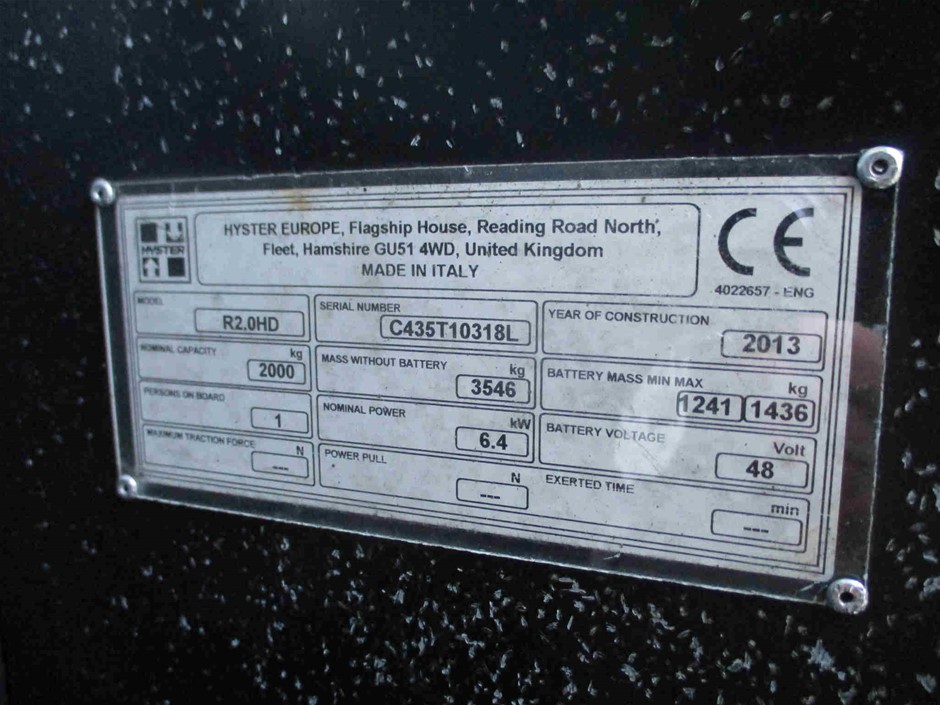 HYSTER
HYSTER EUROPE, Flagship House, Reading Road North,
Fleet, Hamshire GU51 4WD, United Kingdom
MADE IN ITALY
CE
4022657 - ENG
MODEL
R2.0HD
SERIAL NUMBER
C435T10318L
YEAR OF CONSTRUCTION
2013
NOMINAL CAPACITY
kg
2000
MASS WITHOUT BATTERY
kg
3546
BATTERY MASS MIN MAX
kg
1241 1436
PERSONS ON BOARD
1
NOMINAL POWER
kW
6.4
BATTERY VOLTAGE
Volt
48
MAXIMUM TRACTION FORCE
N
---
POWER PULL
N
---
EXERTED TIME
min
---